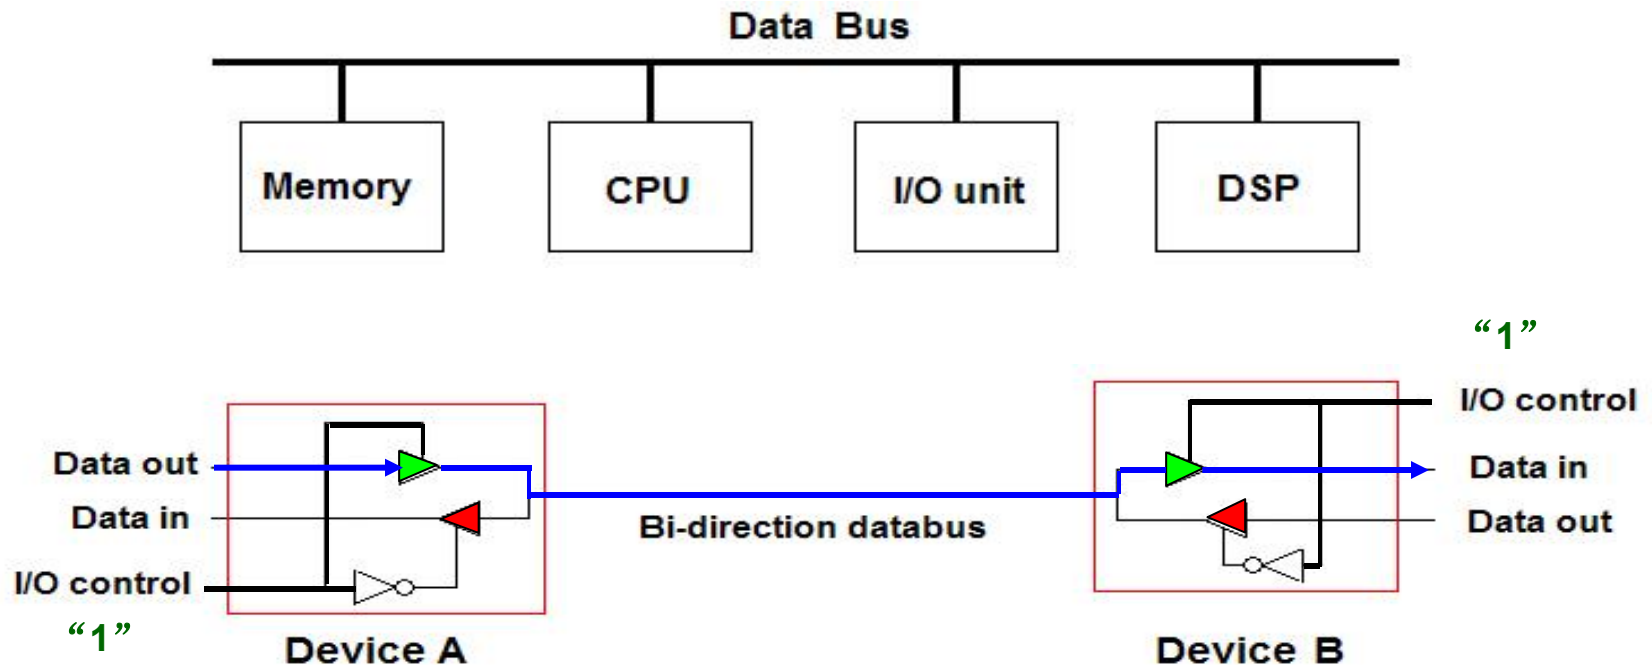 Data Bus
Memory
CPU
I/O unit
DSP
“1”
I/O control
Data out
Data in
Data in
Data out
Bi-direction databus
I/O control
“1”
Device A
Device B